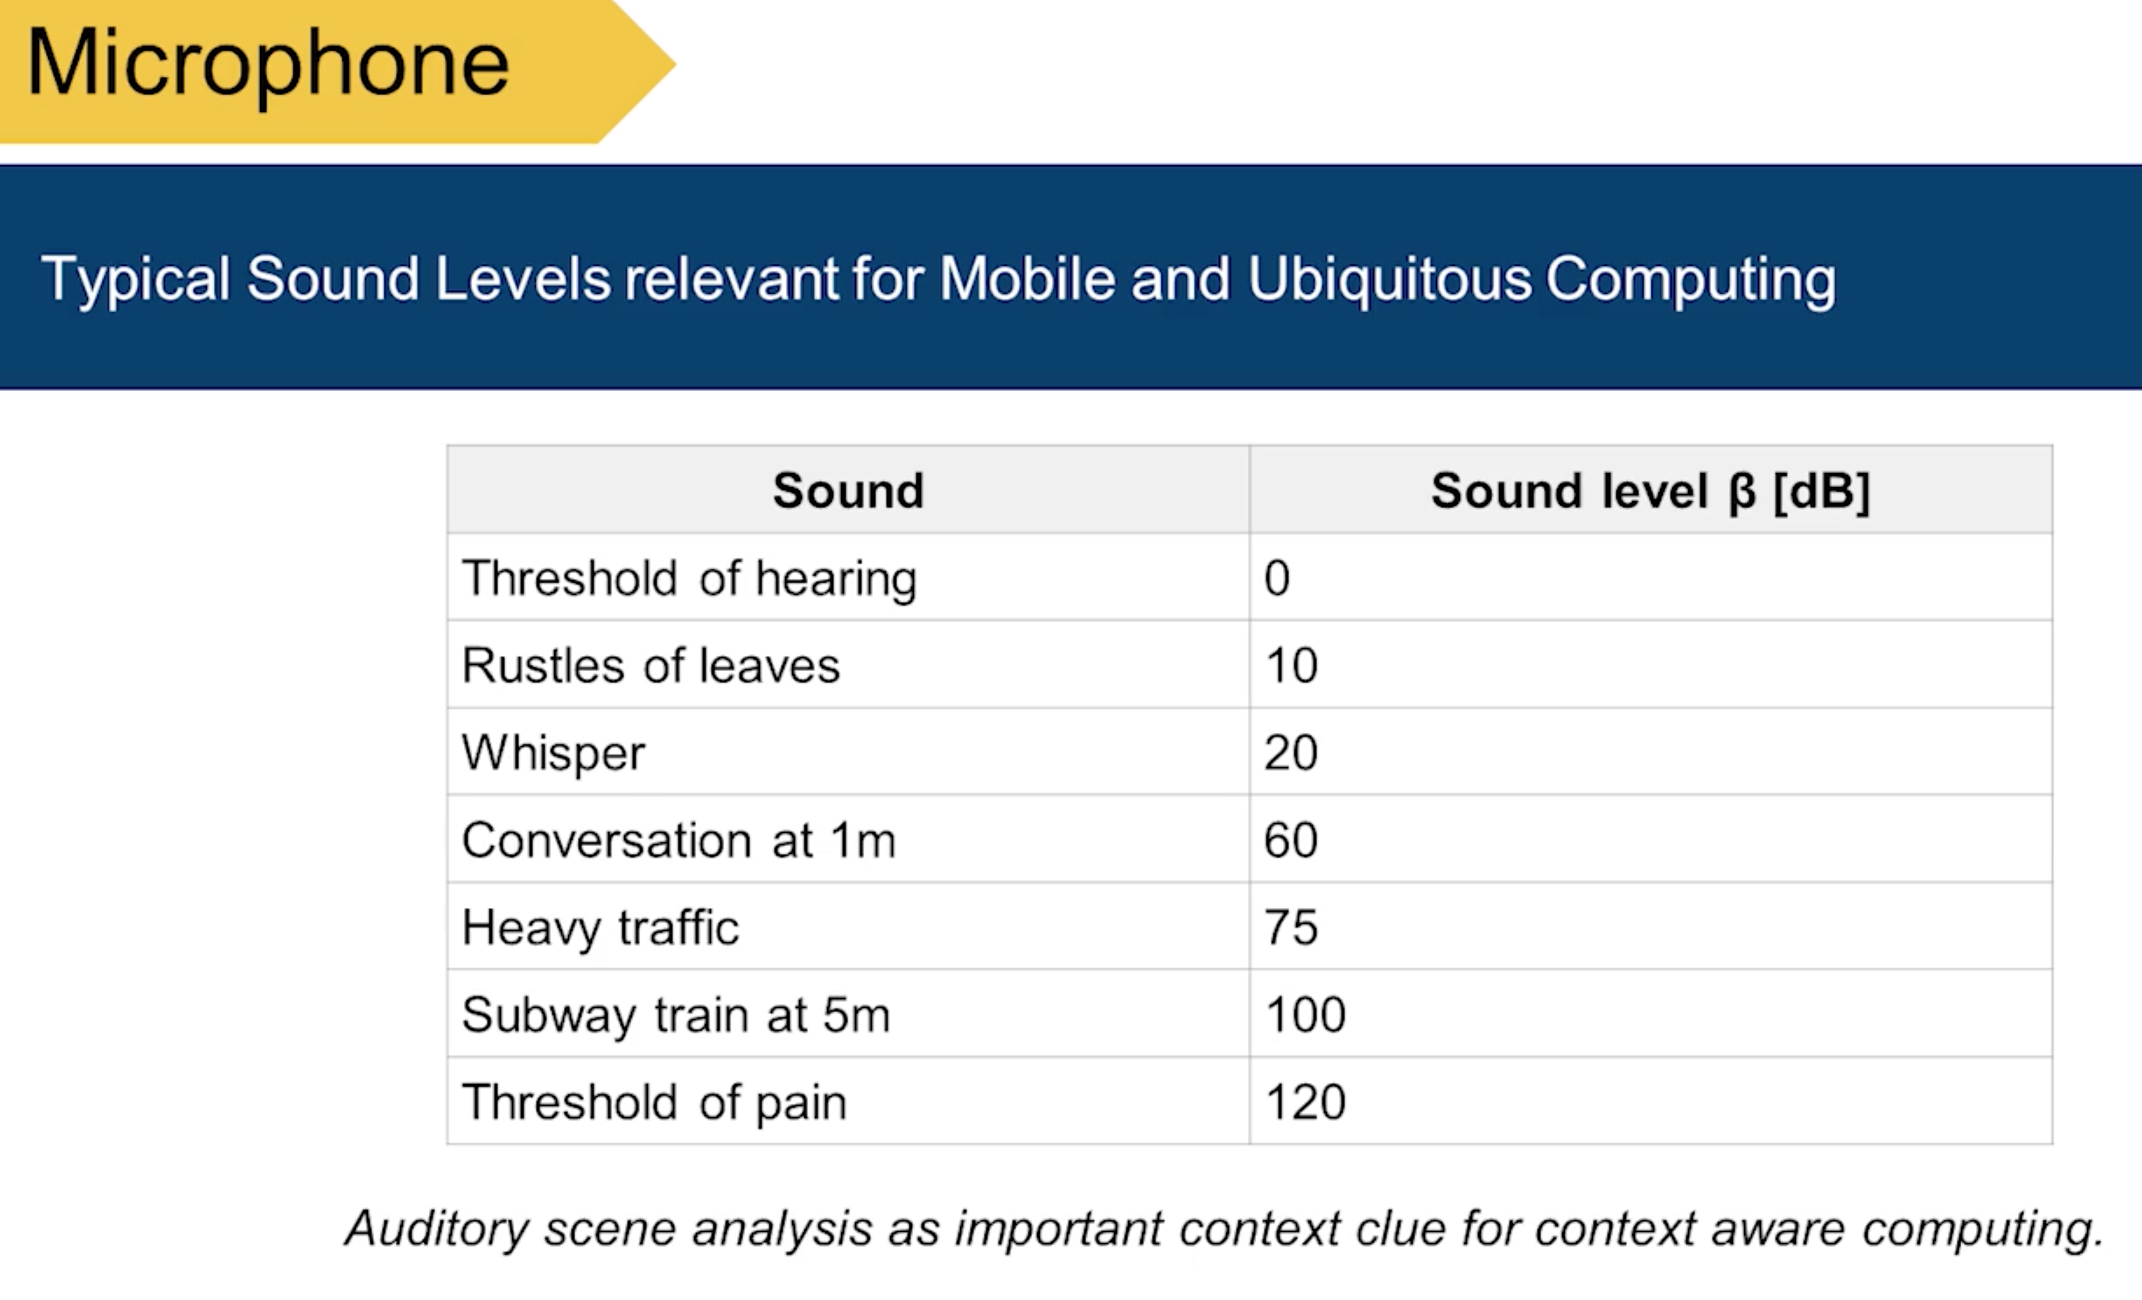 Microphone
Typical Sound Levels relevant for Mobile and Ubiquitous Computing
Sound Sound level β [dB]
Threshold of hearing 0
Rustles of leaves 10
Whisper 20
Conversation at 1m 60
Heavy traffic 75
Subway train at 5m 100
Threshold of pain 120
Auditory scene analysis as important context clue for context aware computing.